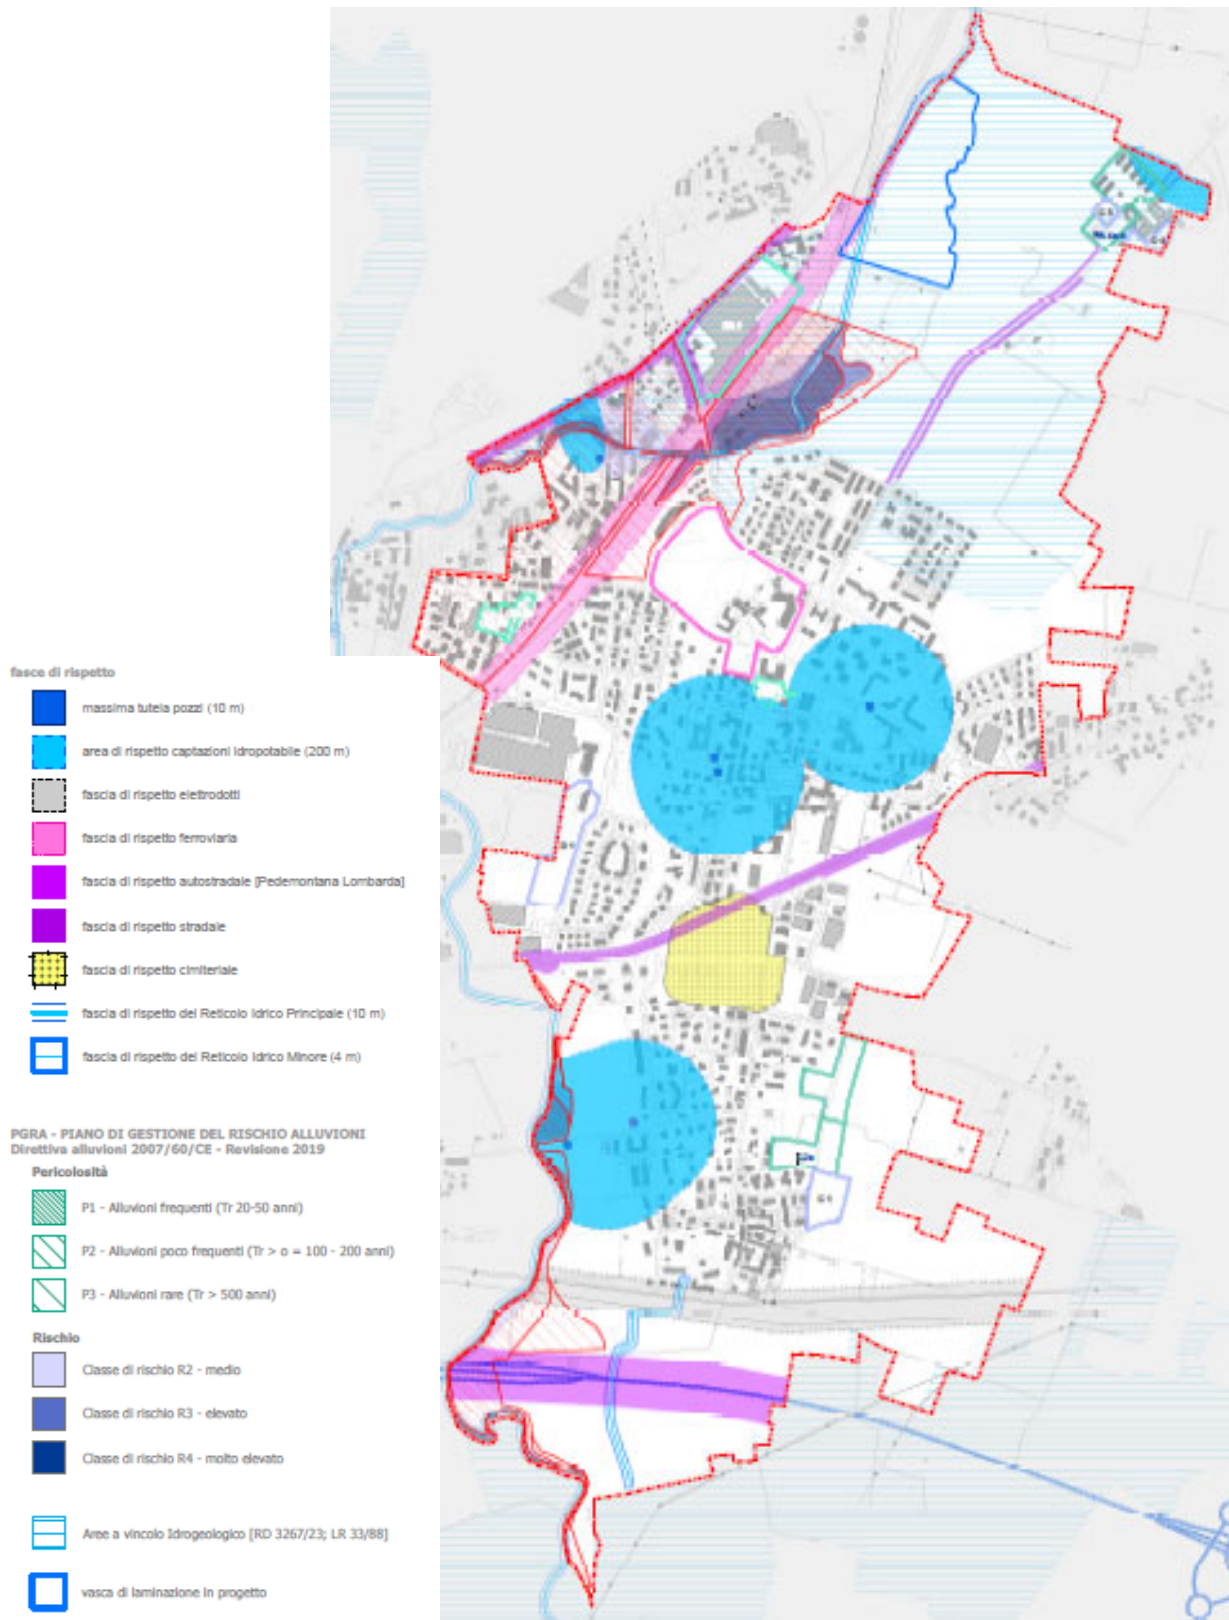 fasce di rispetto
massima tutela pozzi (10 m)
area di rispetto captazioni idropotabile (200 m)
fascia di rispetto elettrodotti
fascia di rispetto ferroviaria
fascia di rispetto autostradale [Pedemontana Lombarda]
fascia di rispetto stradale
fascia di rispetto cimiteriale
fascia di rispetto del Reticolo Idrico Principale (10 m)
fascia di rispetto del Reticolo Idrico Minore (4 m)
PGRA - PIANO DI GESTIONE DEL RISCHIO ALLUVIONI
Direttiva alluvioni 2007/60/CE - Revisione 2019
Pericolosità
P1 - Alluvioni frequenti (Tr 20-50 anni)
P2 - Alluvioni poco frequenti (Tr > o = 100 - 200 anni)
P3 - Alluvioni rare (Tr > 500 anni)
Rischio
Classe di rischio R2 - medio
Classe di rischio R3 - elevato
Classe di rischio R4 - molto elevato
Aree a vincolo Idrogeologico [RD 3267/23; LR 33/88]
vasca di laminazione in progetto